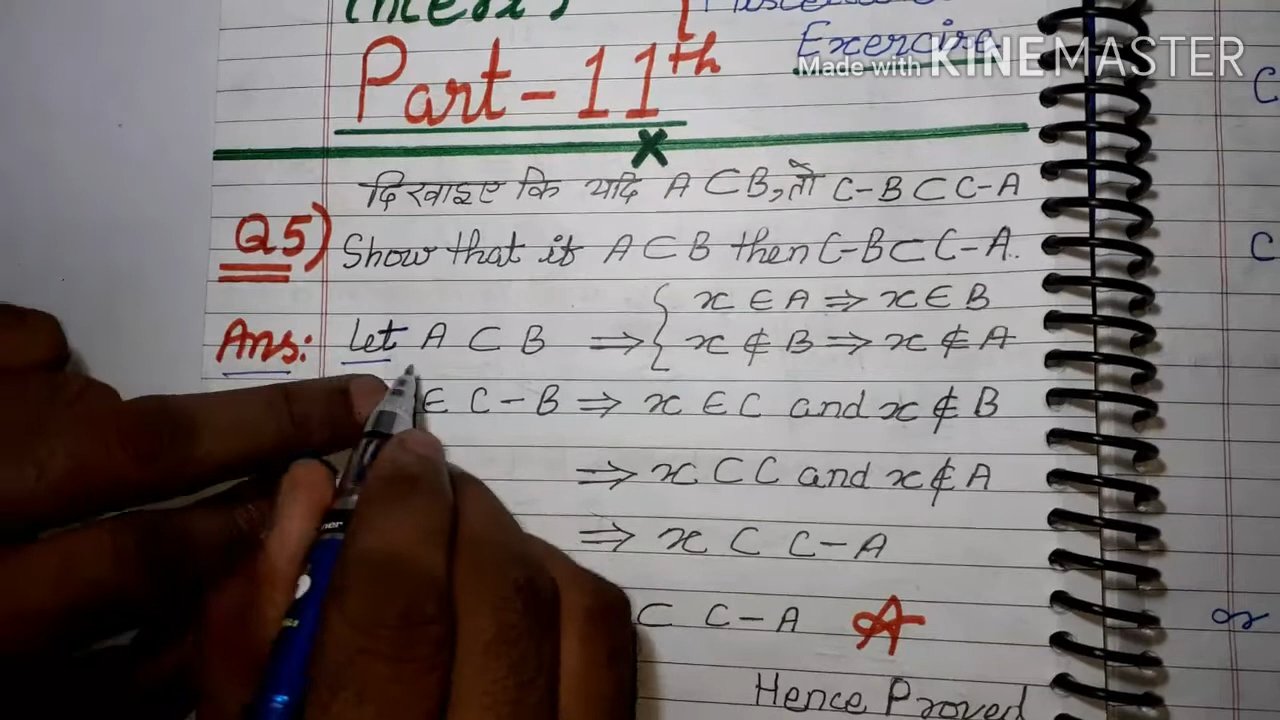 Part-11th
Exercise
Made with KINEMASTER
दिखाइए कि यदि A ⊂ B, तो C-B ⊂ C-A
Q5) Show that if A ⊂ B then C-B ⊂ C-A.
x ∈ A ⇒ x ∈ B
Ans: Let A ⊂ B ⇒ { x ∉ B ⇒ x ∉ A
∈ C-B ⇒ x ∈ C and x ∉ B
⇒ x ⊂ C and x ∉ A
⇒ x ⊂ C-A
⊂ C-A A
or
Hence Proved
C
C